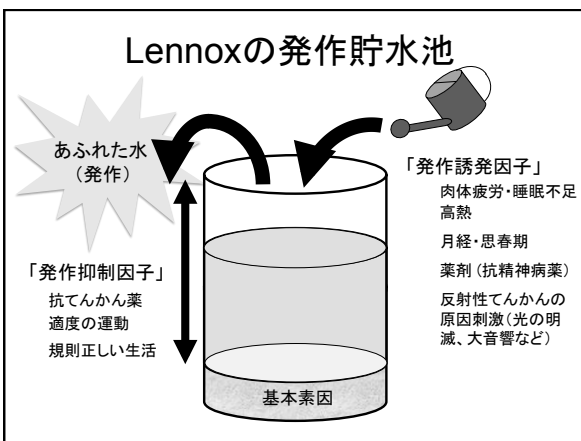 Lennoxの発作貯水池
あふれた水
(発作)
「発作抑制因子」
抗てんかん薬
適度の運動
規則正しい生活
「発作誘発因子」
肉体疲労・睡眠不足
高熱
月経・思春期
薬剤(抗精神病薬)
反射性てんかんの
原因刺激(光の明
滅、大音響など)
基本素因